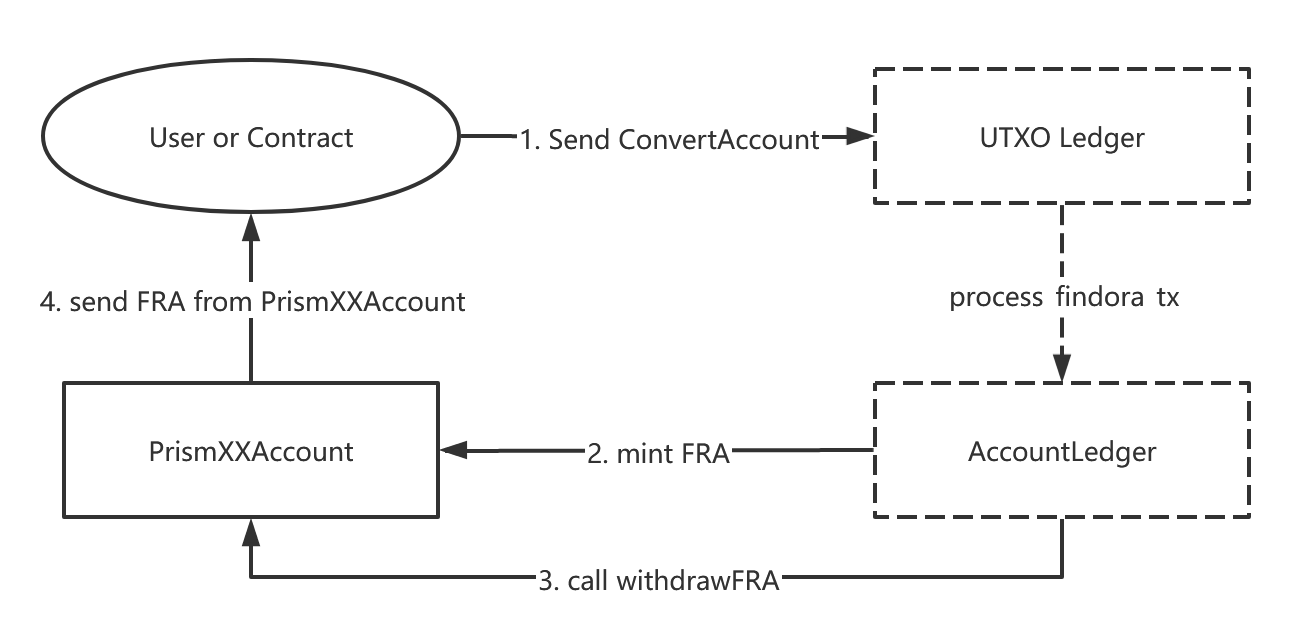 User or Contract
1. Send ConvertAccount
UTXO Ledger
4. send FRA from PrismXXAccount
process findora tx
PrismXXAccount
2. mint FRA
AccountLedger
3. call withdrawFRA